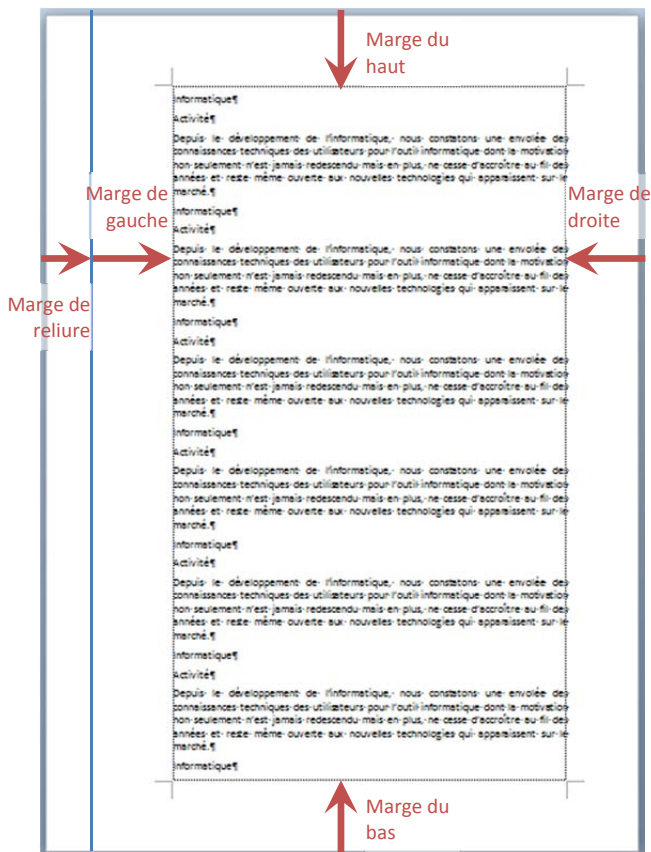 Marge du
haut
Informatique¶
Activité¶
Depuis le développement de l'informatique, nous constatons une envolée des
connaissances techniques des utilisateurs pour l'outil informatique dont la motivation
non seulement n'est jamais redescendu mais en plus, ne cesse d'accroître au fil des
années et reste même ouverte aux nouvelles technologies qui apparaissent sur le
marché.¶
Marge de
gauche
Marge de
droite
Informatique¶
Activité¶
Depuis le développement de l'informatique, nous constatons une envolée des
connaissances techniques des utilisateurs pour l'outil informatique dont la motivation
non seulement n'est jamais redescendu mais en plus, ne cesse d'accroître au fil des
années et reste même ouverte aux nouvelles technologies qui apparaissent sur le
marché.¶
Marge de
reliure
Informatique¶
Activité¶
Depuis le développement de l'informatique, nous constatons une envolée des
connaissances techniques des utilisateurs pour l'outil informatique dont la motivation
non seulement n'est jamais redescendu mais en plus, ne cesse d'accroître au fil des
années et reste même ouverte aux nouvelles technologies qui apparaissent sur le
marché.¶
Informatique¶
Activité¶
Depuis le développement de l'informatique, nous constatons une envolée des
connaissances techniques des utilisateurs pour l'outil informatique dont la motivation
non seulement n'est jamais redescendu mais en plus, ne cesse d'accroître au fil des
années et reste même ouverte aux nouvelles technologies qui apparaissent sur le
marché.¶
Informatique¶
Activité¶
Depuis le développement de l'informatique, nous constatons une envolée des
connaissances techniques des utilisateurs pour l'outil informatique dont la motivation
non seulement n'est jamais redescendu mais en plus, ne cesse d'accroître au fil des
années et reste même ouverte aux nouvelles technologies qui apparaissent sur le
marché.¶
Informatique¶
Activité¶
Depuis le développement de l'informatique, nous constatons une envolée des
connaissances techniques des utilisateurs pour l'outil informatique dont la motivation
non seulement n'est jamais redescendu mais en plus, ne cesse d'accroître au fil des
années et reste même ouverte aux nouvelles technologies qui apparaissent sur le
marché.¶
Informatique¶
Marge du
bas